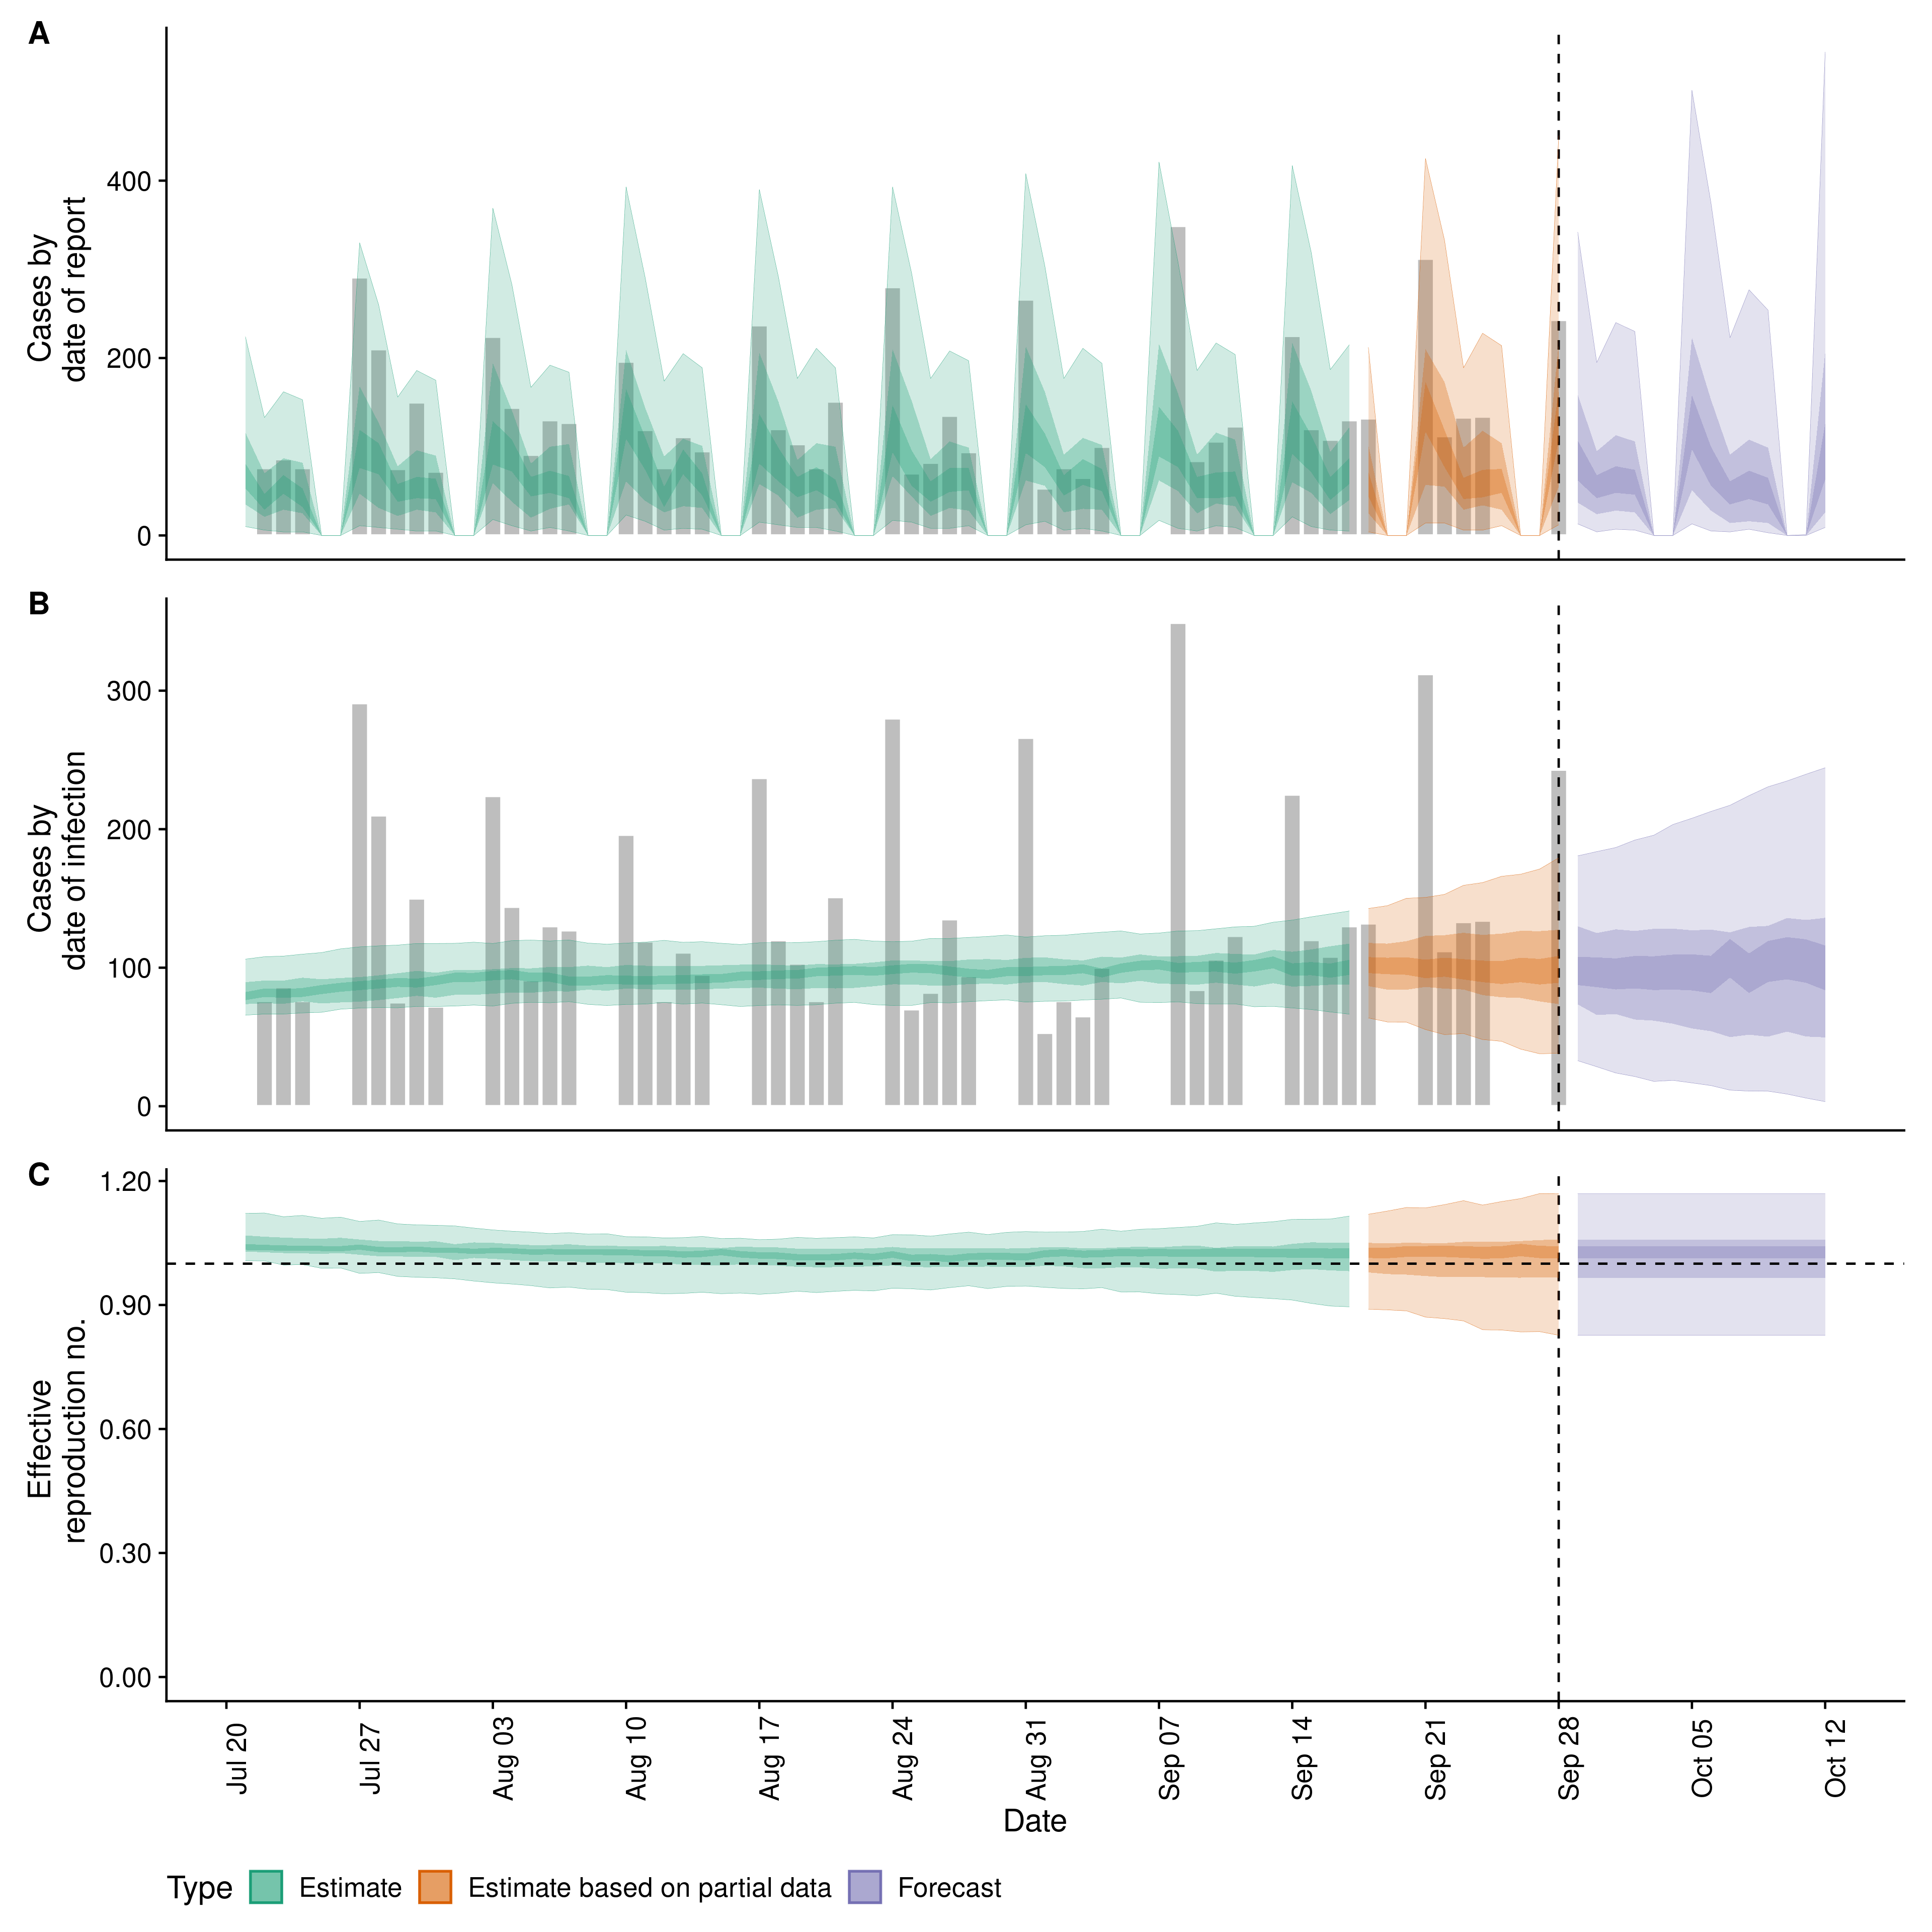 A
Cases by
date of report
400
200
0
B
Cases by
date of infection
300
200
100
0
C
Effective
reproduction no.
1.20
0.90
0.60
0.30
0.00
Jul 20
Jul 27
Aug 03
Aug 10
Aug 17
Aug 24
Aug 31
Sep 07
Sep 14
Sep 21
Sep 28
Oct 05
Oct 12
Date
Type Estimate Estimate based on partial data Forecast